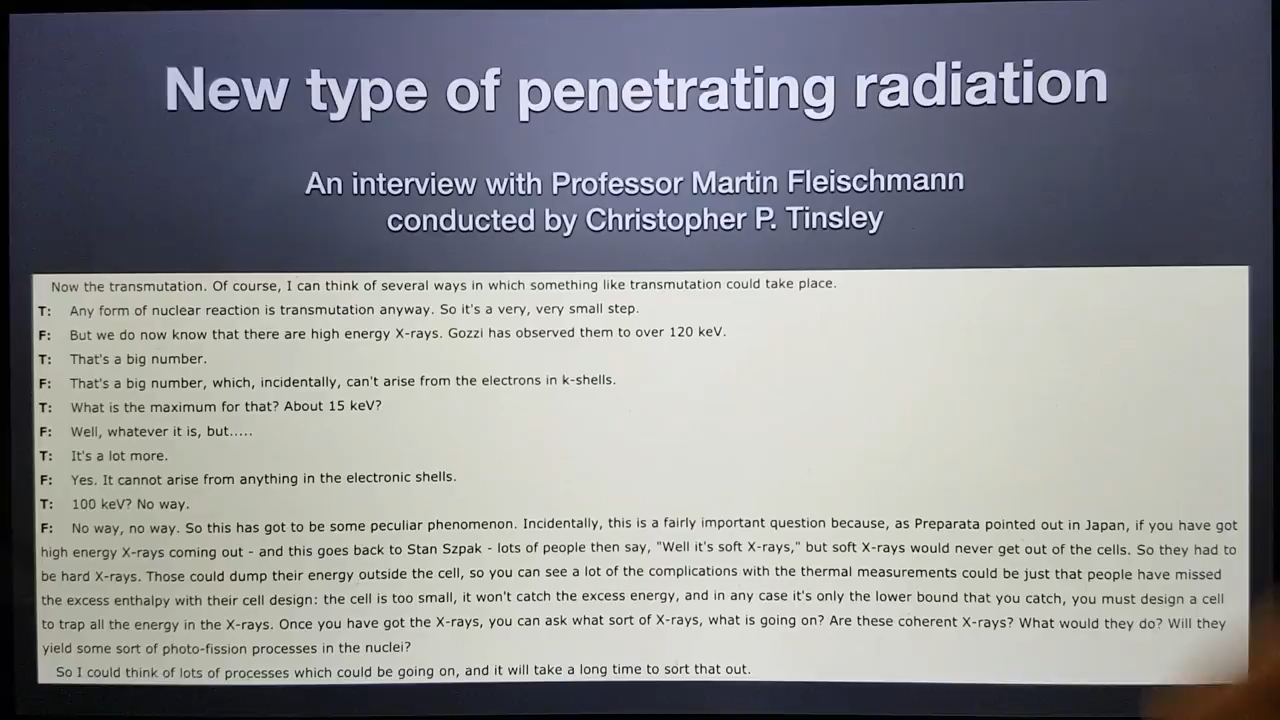 New type of penetrating radiation
An interview with Professor Martin Fleischmann
conducted by Christopher P. Tinsley
Now the transmutation. Of course, I can think of several ways in which something like transmutation could take place.
T: Any form of nuclear reaction is transmutation anyway. So it's a very, very small step.
F: But we do now know that there are high energy X-rays. Gozzi has observed them to over 120 keV.
T: That's a big number.
F: That's a big number, which, incidentally, can't arise from the electrons in k-shells.
T: What is the maximum for that? About 15 keV?
F: Well, whatever it is, but.....
T: It's a lot more.
F: Yes. It cannot arise from anything in the electronic shells.
T: 100 keV? No way.
F: No way, no way. So this has got to be some peculiar phenomenon. Incidentally, this is a fairly important question because, as Preparata pointed out in Japan, if you have got
high energy X-rays coming out - and this goes back to Stan Szpak - lots of people then say, "Well it's soft X-rays," but soft X-rays would never get out of the cells. So they had to
be hard X-rays. Those could dump their energy outside the cell, so you can see a lot of the complications with the thermal measurements could be just that people have missed
the excess enthalpy with their cell design: the cell is too small, it won't catch the excess energy, and in any case it's only the lower bound that you catch, you must design a cell
to trap all the energy in the X-rays. Once you have got the X-rays, you can ask what sort of X-rays, what is going on? Are these coherent X-rays? What would they do? Will they
yield some sort of photo-fission processes in the nuclei?
So I could think of lots of processes which could be going on, and it will take a long time to sort that out.